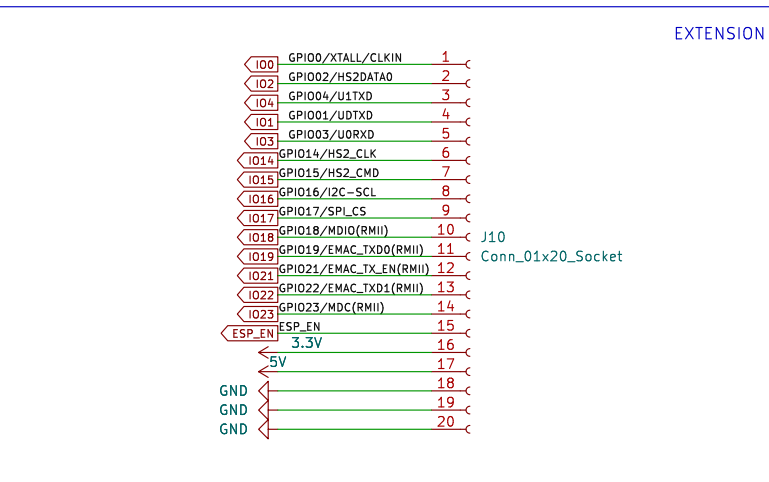 EXTENSION
IO0 GPIO0/XTALL/CLKIN 1
IO2 GPIO02/HS2DATA0 2
IO4 GPIO04/U1TXD 3
IO1 GPIO01/UDTXD 4
IO3 GPIO03/U0RXD 5
IO14 GPIO14/HS2_CLK 6
IO15 GPIO15/HS2_CMD 7
IO16 GPIO16/I2C-SCL 8
IO17 GPIO17/SPI_CS 9
IO18 GPIO18/MDIO(RMII) 10 J10
IO19 GPIO19/EMAC_TXD0(RMII) 11 Conn_01x20_Socket
IO21 GPIO21/EMAC_TX_EN(RMII) 12
IO22 GPIO22/EMAC_TXD1(RMII) 13
IO23 GPIO23/MDC(RMII) 14
ESP_EN ESP_EN 15
3.3V 16
5V 17
GND 18
GND 19
GND 20